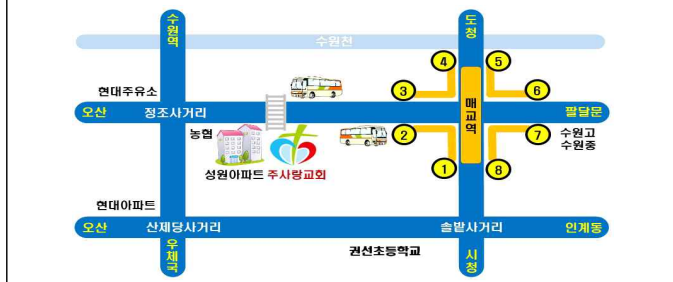 수원역
도청
수원천
4
5
현대주유소
3
6
매교역
오산
정조사거리
팔달문
농협
2
7
수원고
수원중
성원아파트
주사랑교회
1
8
현대아파트
오산
산제당사거리
솔밭사거리
인계동
우체국
권선초등학교
시청